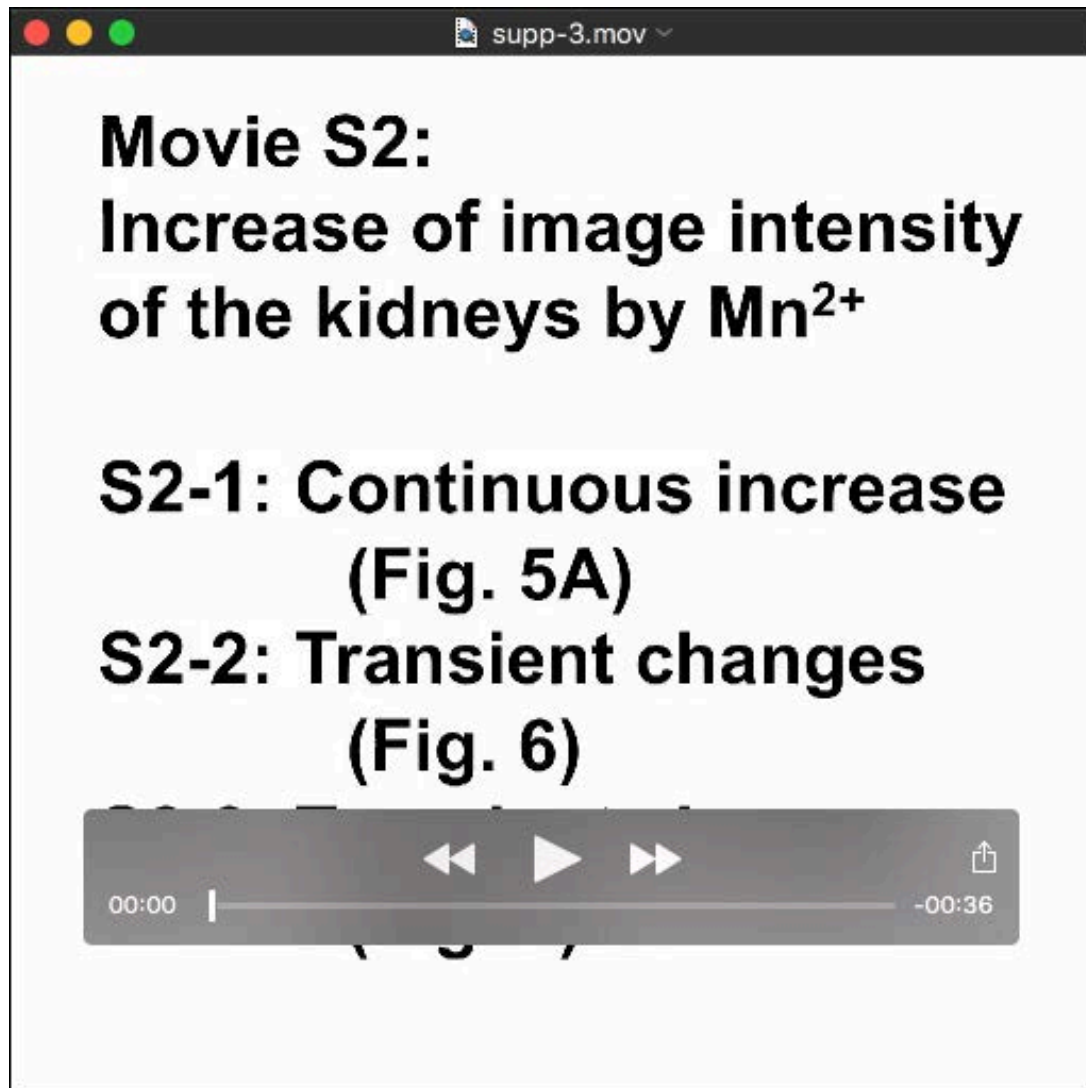 supp-3.mov
Movie S2:
Increase of image intensity
of the kidneys by Mn²⁺
S2-1: Continuous increase
(Fig. 5A)
S2-2: Transient changes
(Fig. 6)
00:00
-00:36